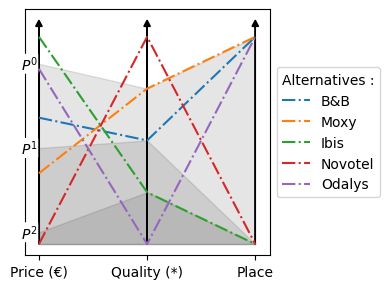 Alternatives :
B&B
Moxy
Ibis
Novotel
Odalys
P⁰
P¹
P²
Price (€) Quality (*) Place